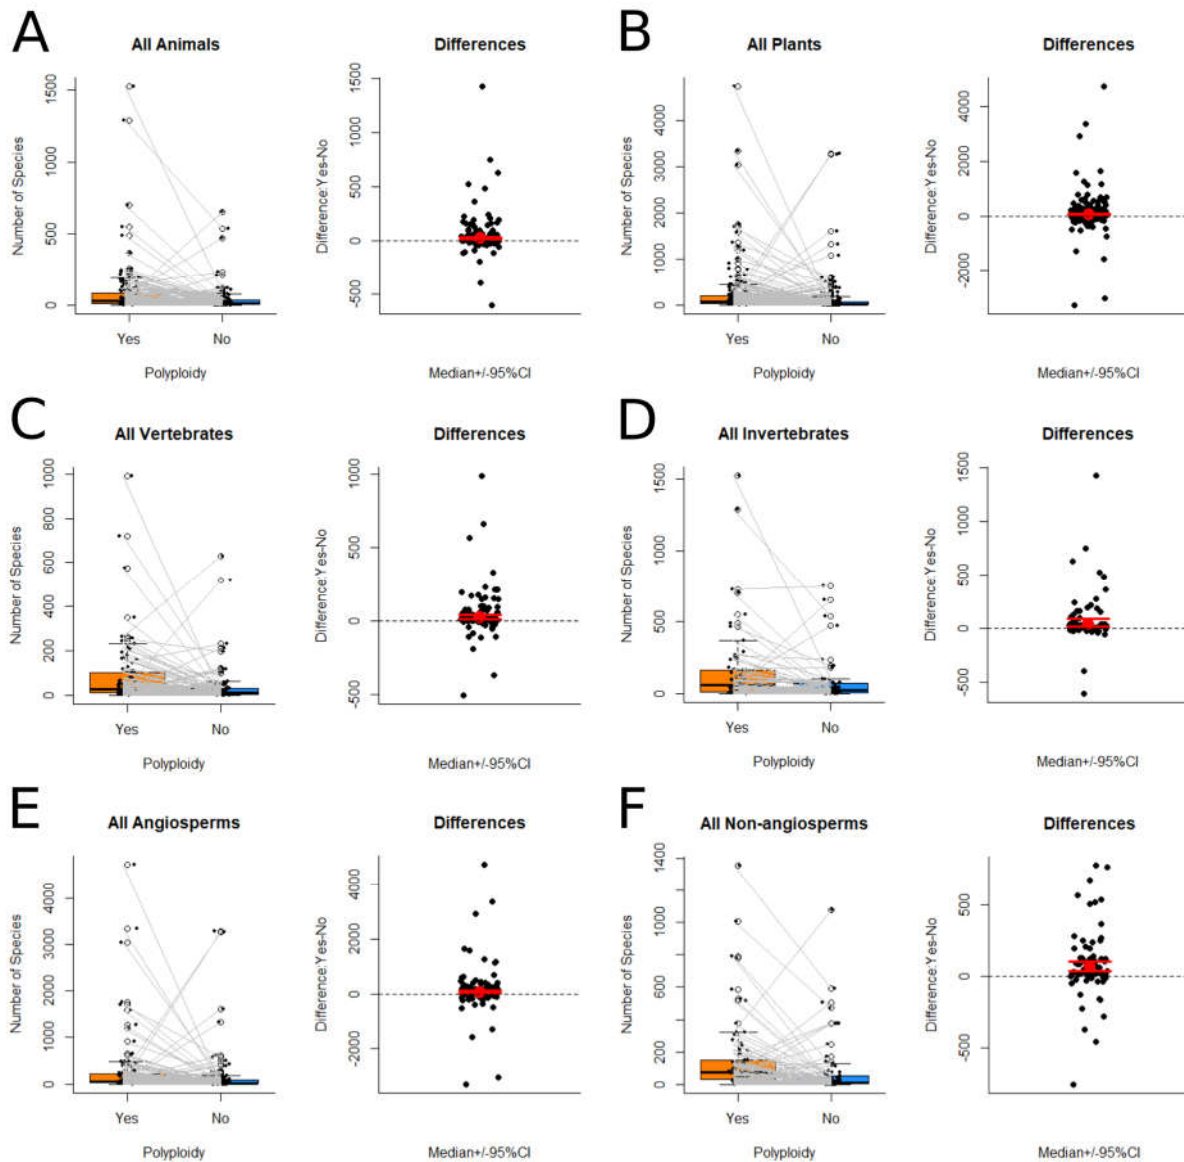 A
All Animals
Differences
Number of Species
0
500
1000
1500
Yes
No
Polyploidy
Difference:Yes-No
-500
0
500
1000
1500
Median+/-95%CI
B
All Plants
Differences
Number of Species
0
1000
2000
3000
4000
Yes
No
Polyploidy
Difference:Yes-No
-2000
0
2000
4000
Median+/-95%CI
C
All Vertebrates
Differences
Number of Species
0
200
400
600
800
1000
Yes
No
Polyploidy
Difference:Yes-No
-500
0
500
1000
Median+/-95%CI
D
All Invertebrates
Differences
Number of Species
0
500
1000
1500
Yes
No
Polyploidy
Difference:Yes-No
-500
0
500
1000
1500
Median+/-95%CI
E
All Angiosperms
Differences
Number of Species
0
1000
2000
3000
4000
Yes
No
Polyploidy
Difference:Yes-No
-2000
0
2000
4000
Median+/-95%CI
F
All Non-angiosperms
Differences
Number of Species
0
200
600
1000
1400
Yes
No
Polyploidy
Difference:Yes-No
-500
0
500
Median+/-95%CI